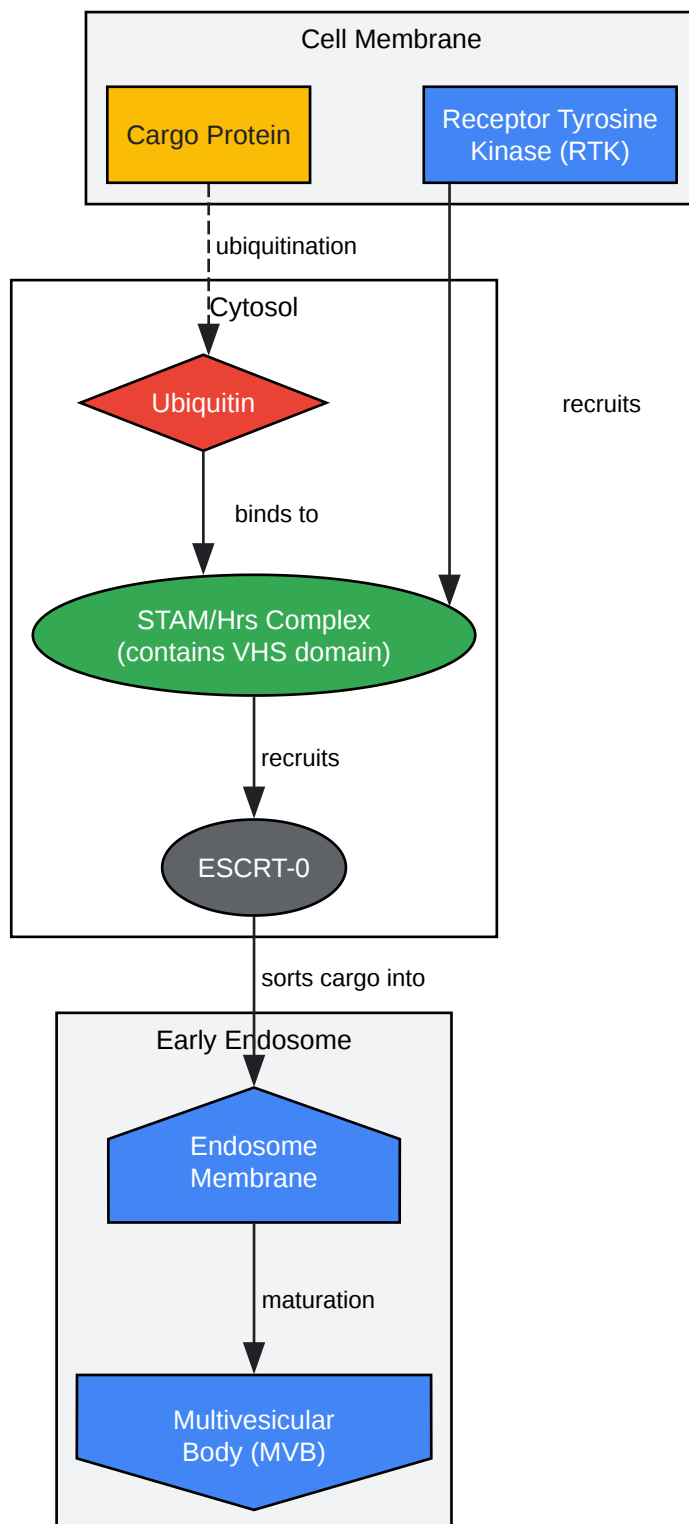 Cell Membrane
Cargo Protein
Receptor Tyrosine
Kinase (RTK)
ubiquitination
Cytosol
Ubiquitin
recruits
binds to
STAM/Hrs Complex
(contains VHS domain)
recruits
ESCRT-0
sorts cargo into
Early Endosome
Endosome
Membrane
maturation
Multivesicular
Body (MVB)